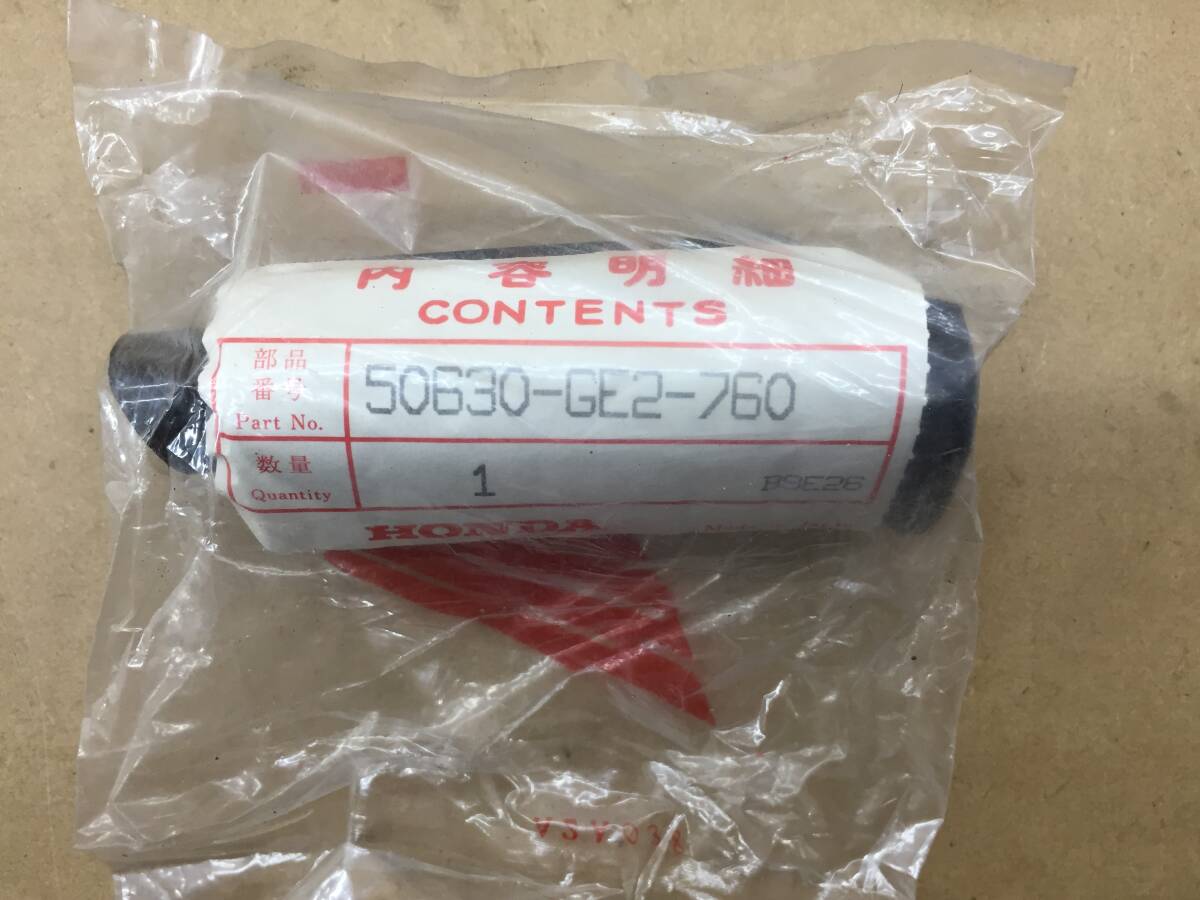 内容明細
CONTENTS
部品
番号
Part No.
50630-GE2-760
数量
Quantity
1
B9E26
HONDA
VSV038